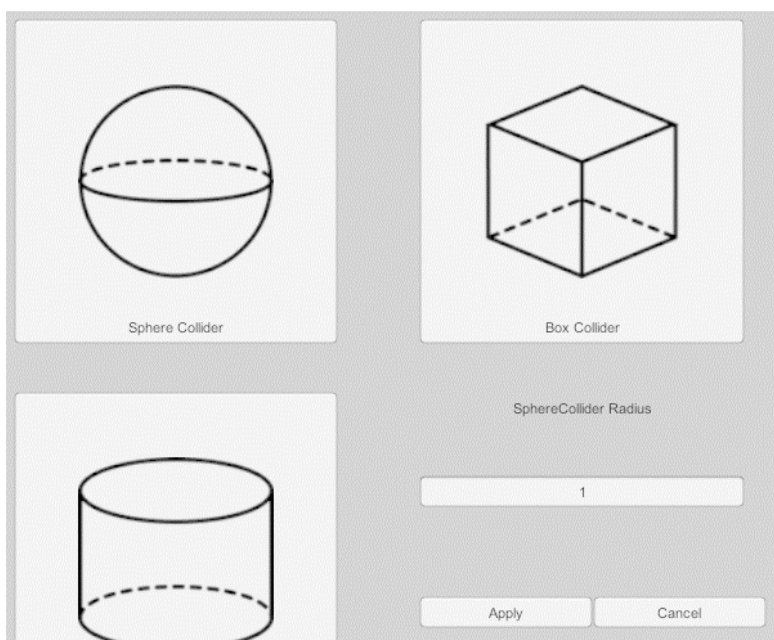 Sphere Collider
Box Collider
SphereCollider Radius
1
Apply
Cancel